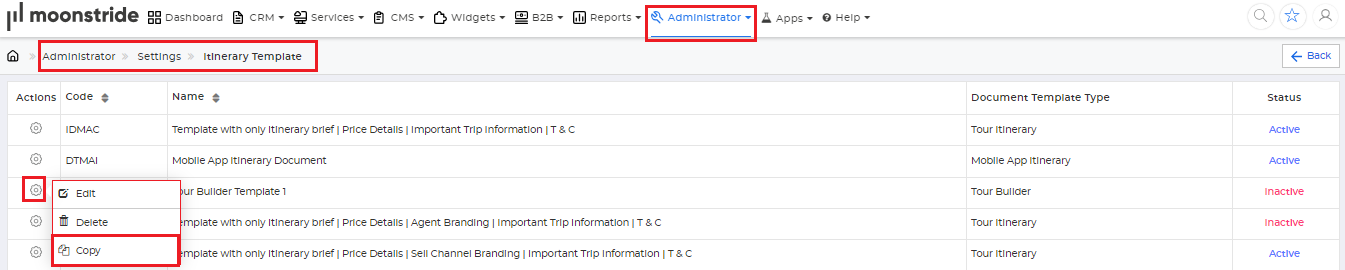 moonstride Dashboard CRM Services CMS Widgets B2B Reports Administrator Apps Help
Administrator » Settings » Itinerary Template Back
Actions Code Name Document Template Type Status
IDMAC Template with only itinerary brief | Price Details | Important Trip Information | T & C Tour Itinerary Active
DTMAI Mobile App Itinerary Document Mobile App Itinerary Active
Edit our Builder Template 1 Tour Builder Inactive
Delete emplate with only itinerary brief | Price Details | Agent Branding | Important Trip Information | T & C Tour Itinerary Inactive
Copy emplate with only itinerary brief | Price Details | Sell Channel Branding | Important Trip Information | T & C Tour Itinerary Active